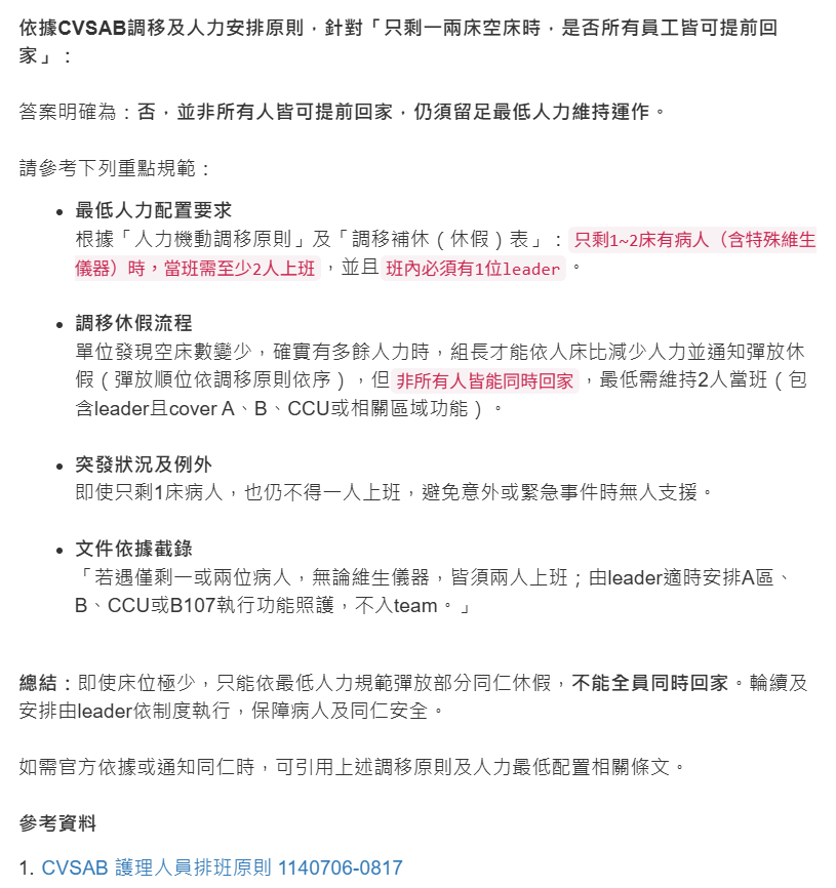 依據CVSAB調移及人力安排原則，針對「只剩一兩床空床時，是否所有員工皆可提前回
家」：
答案明確為：否，並非所有人皆可提前回家，仍須留足最低人力維持運作。
請參考下列重點規範：
• 最低人力配置要求
根據「人力機動調移原則」及「調移補休（休假）表」：只剩1~2床有病人（含特殊維生
儀器）時，當班需至少2人上班，並且班內必須有1位leader。
• 調移休假流程
單位發現空床數變少，確實有多餘人力時，組長才能依人床比減少人力並通知彈放休
假（彈放順位依調移原則依序），但非所有人皆能同時回家，最低需維持2人當班（包
含leader且cover A、B、CCU或相關區域功能）。
• 突發狀況及例外
即使只剩1床病人，也仍不得一人上班，避免意外或緊急事件時無人支援。
• 文件依據截錄
「若遇僅剩一或兩位病人，無論維生儀器，皆須兩人上班；由leader適時安排A區、
B、CCU或B107執行功能照護，不入team。」
總結：即使床位極少，只能依最低人力規範彈放部分同仁休假，不能全員同時回家。輪續及
安排由leader依制度執行，保障病人及同仁安全。
如需官方依據或通知同仁時，可引用上述調移原則及人力最低配置相關條文。
參考資料
1. CVSAB 護理人員排班原則 1140706-0817